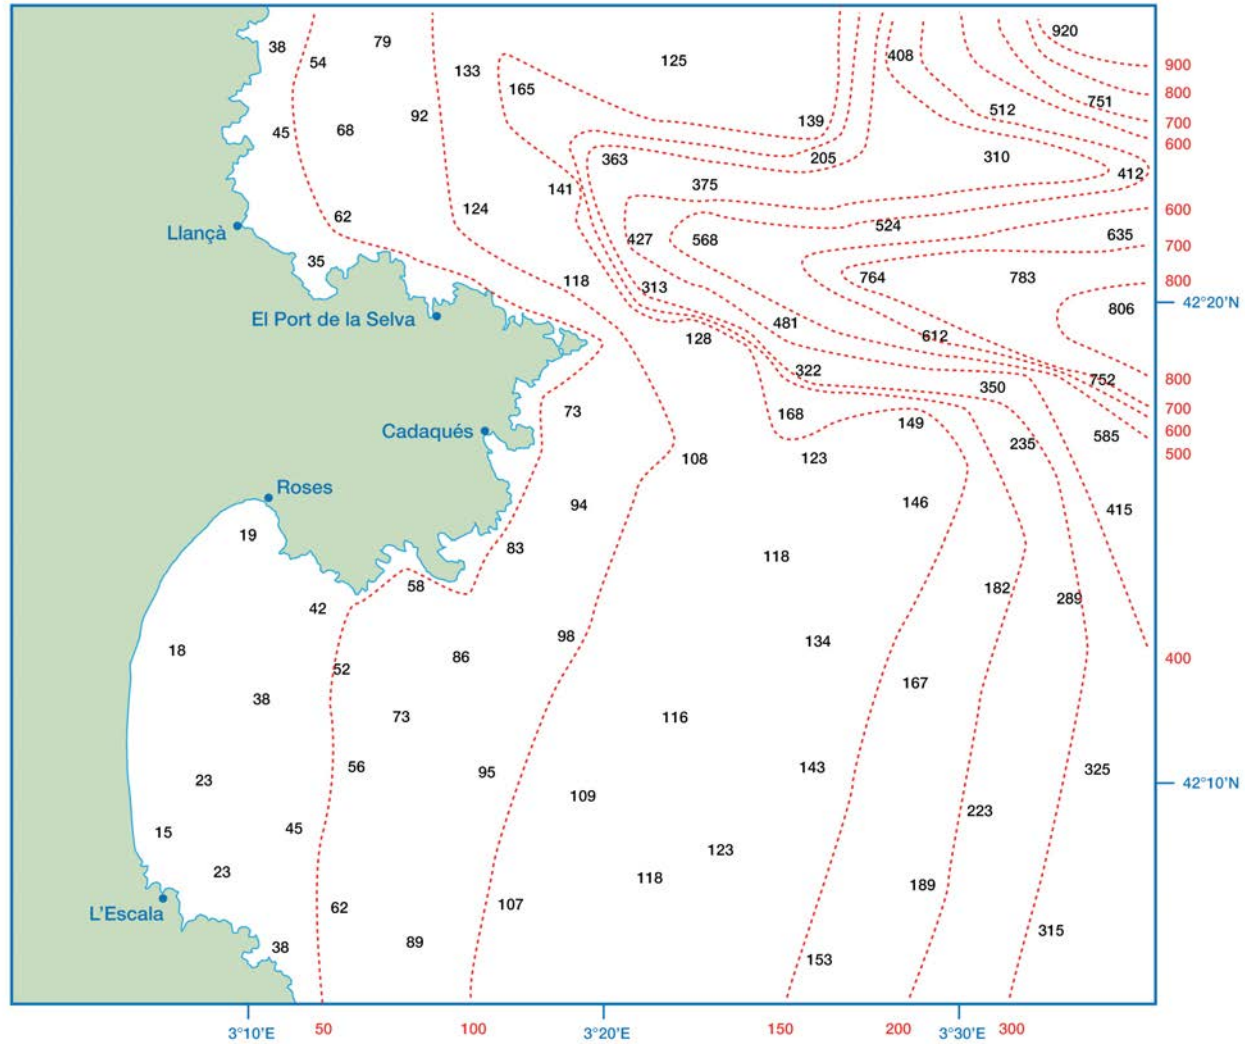 920
38 79
54 125 408
133 900
165 800
751
92 512 700
45 68 139 600
363 205 310
412
141 375
62 124 600
Llançà 427 568 524 635
700
35 118 313 764 783 800
El Port de la Selva 481 806 42°20'N
128 612
322 350 752 800
73 168 149 700
Cadaqués 235 585 600
108 123 500
Roses
94 146 415
19 83 118
58 182 289
42
98 134
18 52 86 400
38 167
73 116
56 95 143 325
23 109 42°10'N
15 45 223
23 123
118 189
L'Escala 62 107
38 89 315
153
3°10'E 50 100 3°20'E 150 200 3°30'E 300